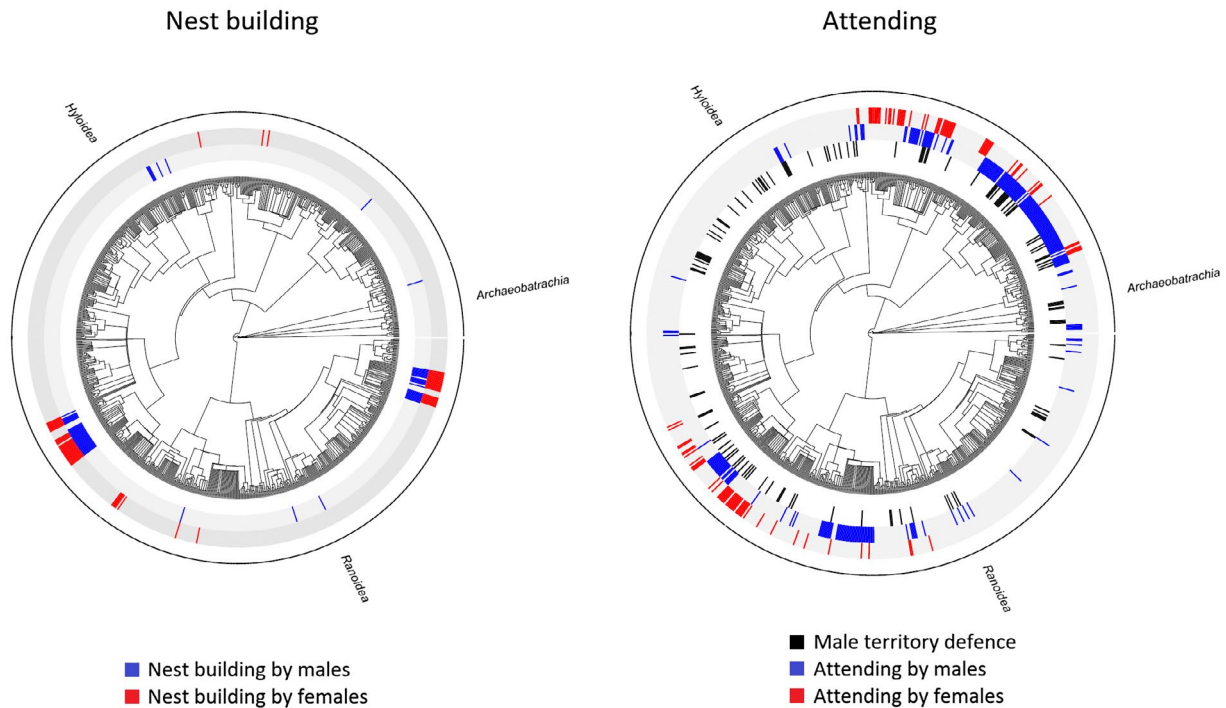 Nest building
Attending
Hyloidea
Archaeobatrachia
Ranoidea
Nest building by males
Nest building by females
Hyloidea
Archaeobatrachia
Ranoidea
Male territory defence
Attending by males
Attending by females